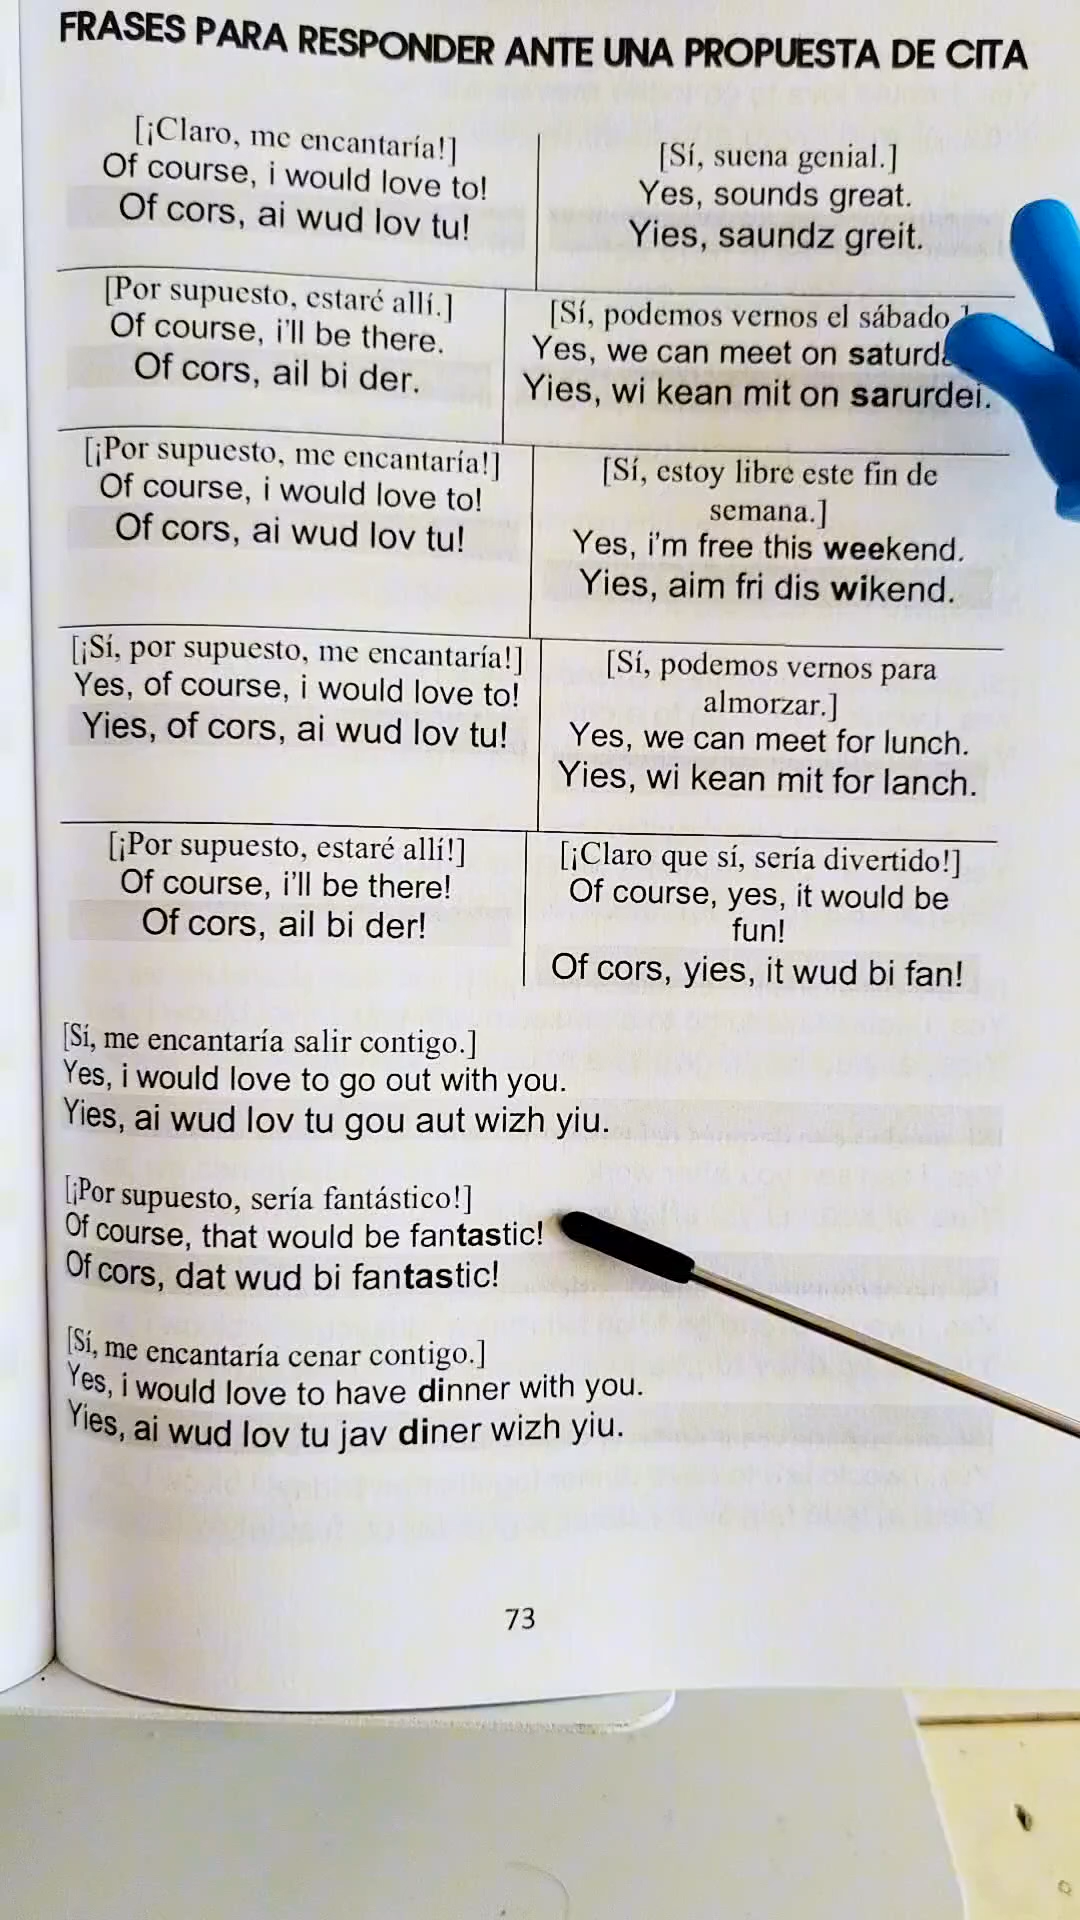 FRASES PARA RESPONDER ANTE UNA PROPUESTA DE CITA
[¡Claro, me encantaría!]
Of course, i would love to!
Of cors, ai wud lov tu!
[Sí, suena genial.]
Yes, sounds great.
Yies, saundz greit.
[Por supuesto, estaré allí.]
Of course, i'll be there.
Of cors, ail bi der.
[Sí, podemos vernos el sábado
Yes, we can meet on
Yies, wi kean mit on sarurdei.
[¡Por supuesto, me encantaría!]
Of course, i would love to!
Of cors, ai wud lov tu!
[Sí, estoy libre este fin de
semana.]
Yes, i'm free this weekend.
Yies, aim fri dis wikend.
[¡Sí, por supuesto, me encantaría!]
Yes, of course, i would love to!
Yies, of cors, ai wud lov tu!
[Sí, podemos vernos para
almorzar.]
Yes, we can meet for lunch.
Yies, wi kean mit for lanch.
[¡Por supuesto, estaré allí!]
Of course, i'll be there!
Of cors, ail bi der!
[¡Claro que sí, sería divertido!]
Of course, yes, it would be
fun!
Of cors, yies, it wud bi fan!
[Sí, me encantaría salir contigo.]
Yes, i would love to go out with you.
Yies, ai wud lov tu gou aut wizh yiu.
[¡Por supuesto, sería fantástico!]
Of course, that would be fantastic!
Of cors, dat wud bi fantastic!
[Sí, me encantaría cenar contigo.]
Yes, i would love to have dinner with you.
Yies, ai wud lov tu jav diner wizh yiu.
73